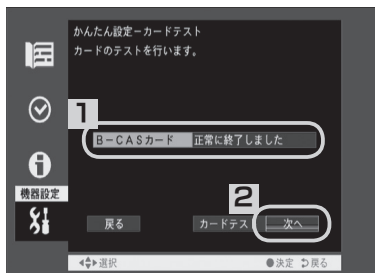 かんたん設定－カードテスト
カードのテストを行います。
1
B－CASカード 正常に終了しました
機器設定
2
戻る カードテス 次へ
選択 ●決定 戻る